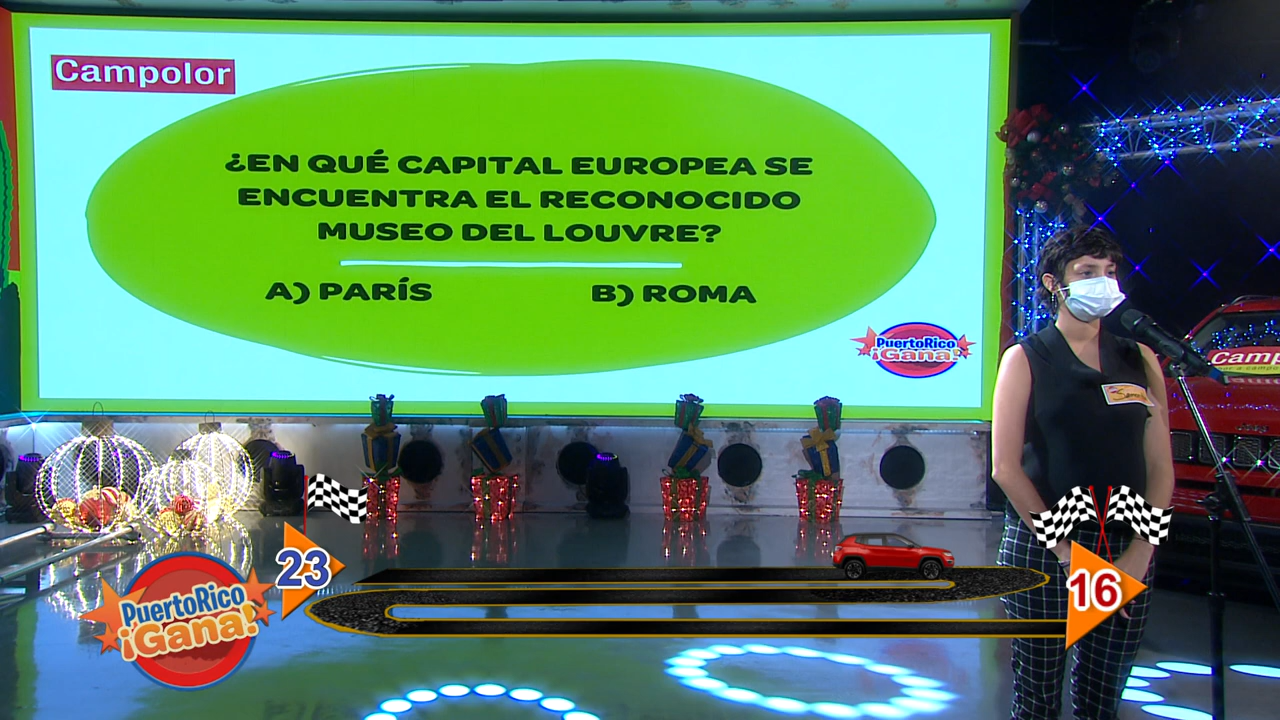 Campolor
¿EN QUÉ CAPITAL EUROPEA SE
ENCUENTRA EL RECONOCIDO
MUSEO DEL LOUVRE?
A) PARÍS B) ROMA
PuertoRico
¡Gana!
Camp
23
16
PuertoRico
¡Gana!